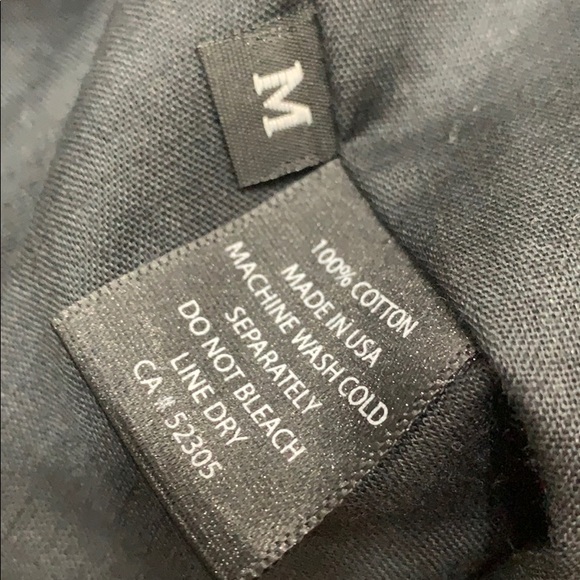 M
100% COTTON
MADE IN USA
MACHINE WASH COLD
SEPARATELY
DO NOT BLEACH
LINE DRY
CA# 52305